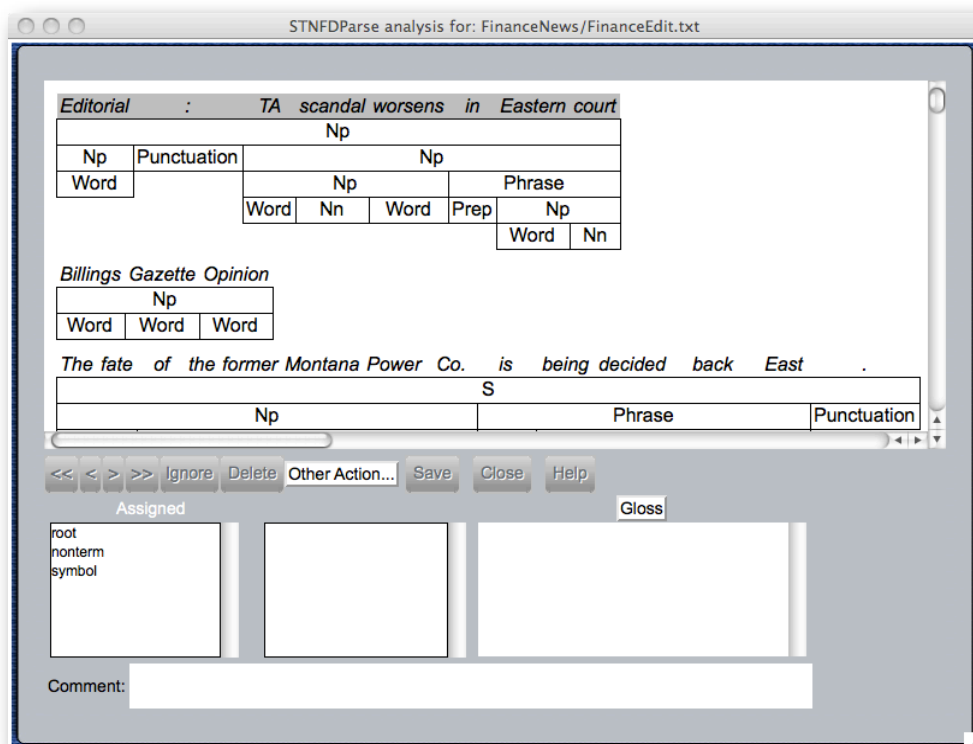 STNFDParse analysis for: FinanceNews/FinanceEdit.txt
Editorial : TA scandal worsens in Eastern court
Np
Np Punctuation Np
Word Np Phrase
Word Nn Word Prep Np
Word Nn
Billings Gazette Opinion
Np
Word Word Word
The fate of the former Montana Power Co. is being decided back East .
S
Np Phrase Punctuation
<< < > >> Ignore Delete Other Action... Save Close Help
Assigned Gloss
root
nonterm
symbol
Comment: